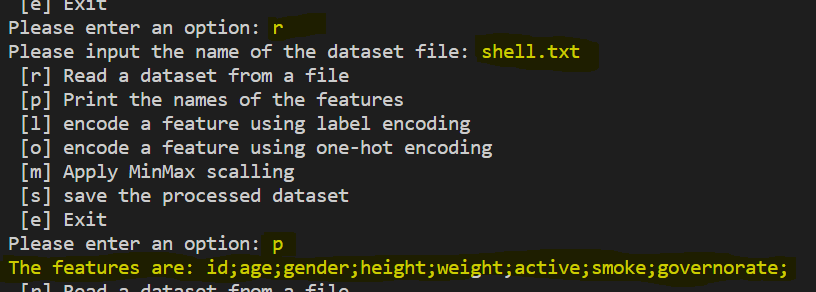 [e] Exit
Please enter an option: r
Please input the name of the dataset file: shell.txt
[r] Read a dataset from a file
[p] Print the names of the features
[l] encode a feature using label encoding
[o] encode a feature using one-hot encoding
[m] Apply MinMax scalling
[s] save the processed dataset
[e] Exit
Please enter an option: p
The features are: id;age;gender;height;weight;active;smoke;governorate;
[r] Read a dataset from a file